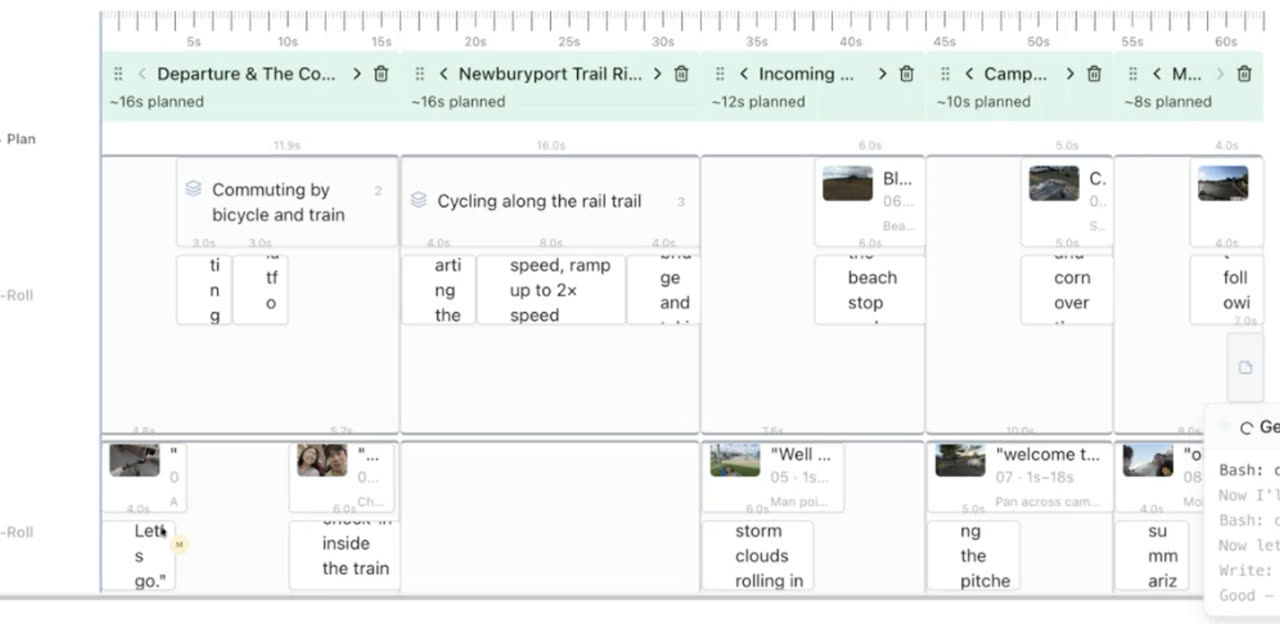 5s 10s 15s 20s 25s 30s 35s 40s 45s 50s 55s 60s
Departure & The Co... Newburyport Trail Ri... Incoming ... Camp... M...
~16s planned ~16s planned ~12s planned ~10s planned ~8s planned
Plan
11.9s 16.0s 6.0s 5.0s 4.0s
Commuting by
bicycle and train
2
Cycling along the rail trail 3
Bl...
06...
Bea...
C.
0..
S..
3.0s 3.0s 4.0s 8.0s 4.0s 6.0s 5.0s 4.0s
-Roll
ti
n
g
tf
o
arti
ng
the
speed, ramp
up to 2×
speed
ge
and
beach
stop
corn
over
foll
owi
2.0s
4.6s 5.7s 7.6s 10.0s 8.0s
"
0
A
"...
0...
Ch...
"Well ...
05 · 1s...
Man poi...
"welcome t...
07 · 1s–18s
Pan across cam...
"o
08
Mo
4.0s 6.0s 6.0s 5.0s 4.0s
-Roll
Let'
s
go."
M
inside
the train
storm
clouds
rolling in
ng
the
pitche
su
mm
ariz
Ge
Bash: c
Now I'l
Bash: c
Now let
Write:
Good –